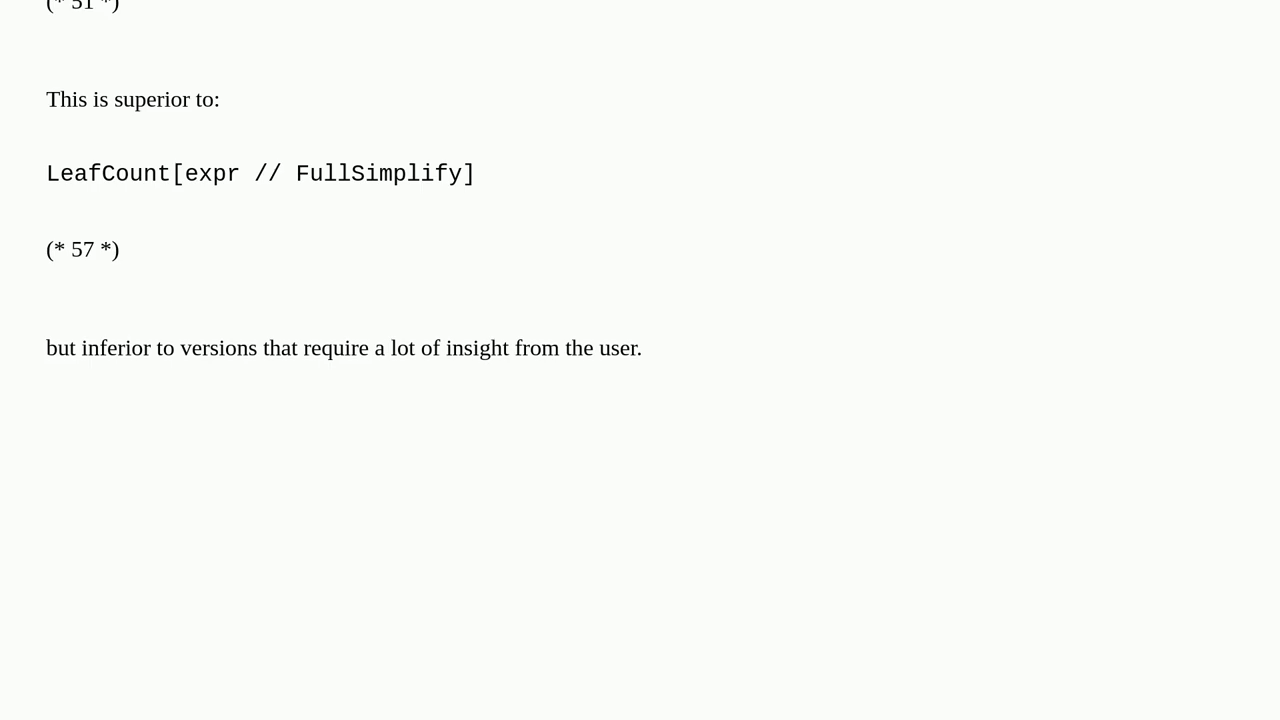 (* 51 *)
This is superior to:
LeafCount[expr // FullSimplify]
(* 57 *)
but inferior to versions that require a lot of insight from the user.